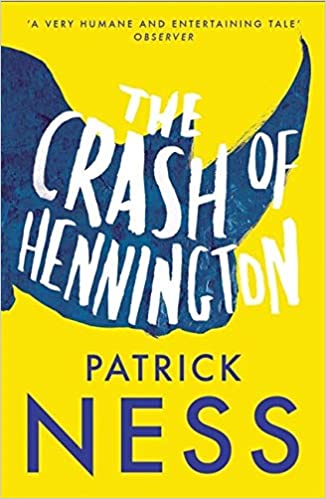 ‘A VERY HUMANE AND ENTERTAINING TALE’
OBSERVER
THE
CRASH OF
HENNINGTON
PATRICK
NESS